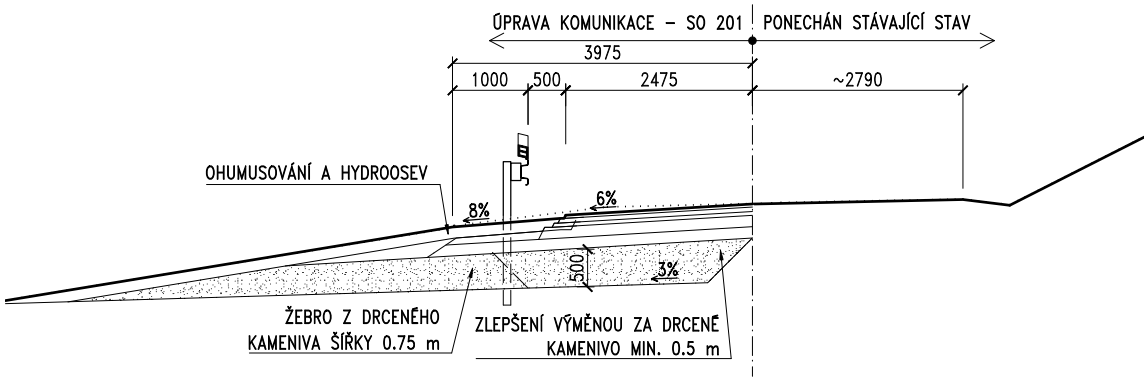 ÚPRAVA KOMUNIKACE - SO 201 PONECHÁN STÁVAJÍCÍ STAV
3975
1000 500 2475 ~2790
OHUMUSOVÁNÍ A HYDROOSEV
8% 6%
500 3%
ŽEBRO Z DRCENÉHO
KAMENIVA ŠÍŘKY 0.75 m
ZLEPŠENÍ VÝMĚNOU ZA DRCENÉ
KAMENIVO MIN. 0.5 m